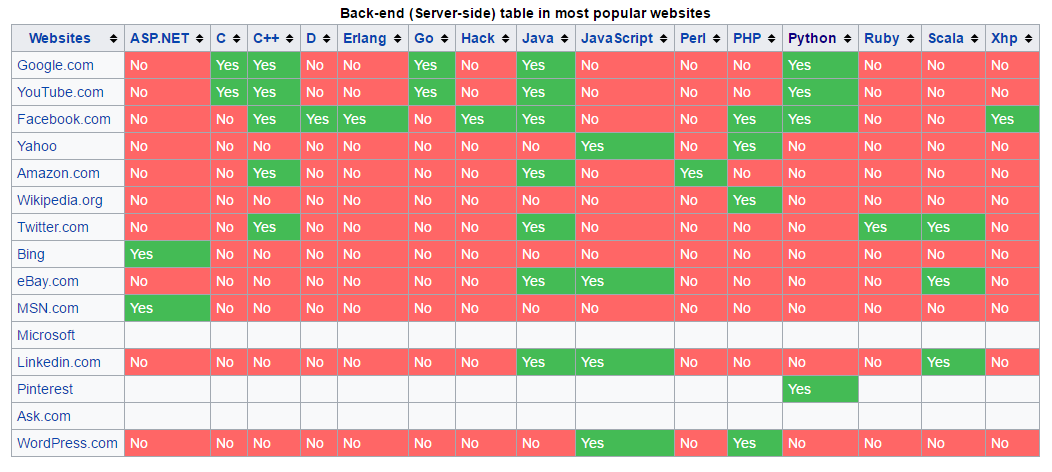 Back-end (Server-side) table in most popular websites
Websites ASP.NET C C++ D Erlang Go Hack Java JavaScript Perl PHP Python Ruby Scala Xhp
Google.com No Yes Yes No No Yes No Yes No No No Yes No No No
YouTube.com No Yes Yes No No Yes No Yes No No No Yes No No No
Facebook.com No No Yes Yes Yes No Yes Yes No No Yes Yes No No Yes
Yahoo No No No No No No No No Yes No Yes No No No No
Amazon.com No No Yes No No No No Yes No Yes No No No No No
Wikipedia.org No No No No No No No No No No Yes No No No No
Twitter.com No No Yes No No No No Yes No No No No Yes Yes No
Bing Yes No No No No No No No No No No No No No No
eBay.com No No No No No No No Yes Yes No No No No Yes No
MSN.com Yes No No No No No No No No No No No No No No
Microsoft
Linkedin.com No No No No No No No Yes Yes No No No No Yes No
Pinterest Yes
Ask.com
WordPress.com No No No No No No No No Yes No Yes No No No No